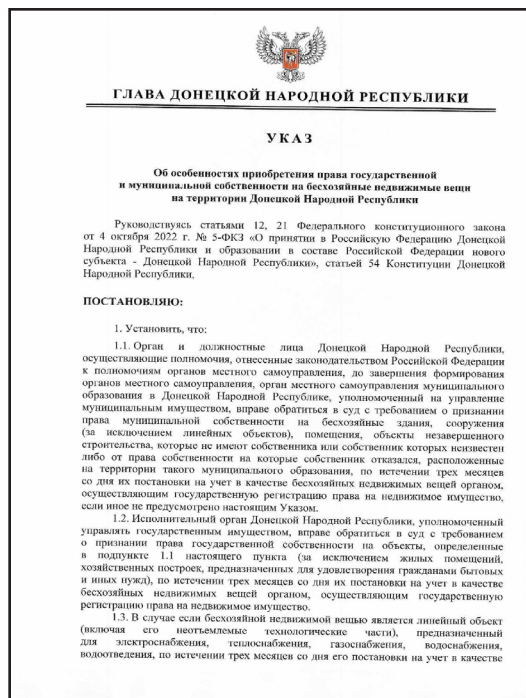 ГЛАВА ДОНЕЦКОЙ НАРОДНОЙ РЕСПУБЛИКИ
УКАЗ
Об особенностях приобретения права государственной
и муниципальной собственности на бесхозяйные недвижимые вещи
на территории Донецкой Народной Республики
Руководствуясь статьями 12, 21 Федерального конституционного закона
от 4 октября 2022 г. № 5-ФКЗ «О принятии в Российскую Федерацию Донецкой
Народной Республики и образовании в составе Российской Федерации нового
субъекта - Донецкой Народной Республики», статьей 54 Конституции Донецкой
Народной Республики,
ПОСТАНОВЛЯЮ:
1. Установить, что:
1.1. Орган и должностные лица Донецкой Народной Республики,
осуществляющие полномочия, отнесенные законодательством Российской Федерации
к полномочиям органов местного самоуправления, до завершения формирования
органов местного самоуправления, орган местного самоуправления муниципального
образования в Донецкой Народной Республике, уполномоченный на управление
муниципальным имуществом, вправе обратиться в суд с требованием о признании
права муниципальной собственности на бесхозяйные здания, сооружения
(за исключением линейных объектов), помещения, объекты незавершенного
строительства, которые не имеют собственника или собственник которых неизвестен
либо от права собственности на которые собственник отказался, расположенные
на территории такого муниципального образования, по истечении трех месяцев
со дня их постановки на учет в качестве бесхозяйных недвижимых вещей органом,
осуществляющим государственную регистрацию права на недвижимое имущество,
если иное не предусмотрено настоящим Указом.
1.2. Исполнительный орган Донецкой Народной Республики, уполномоченный
управлять государственным имуществом, вправе обратиться в суд с требованием
о признании права государственной собственности на объекты, определенные
в подпункте 1.1 настоящего пункта (за исключением жилых помещений,
хозяйственных построек, предназначенных для удовлетворения гражданами бытовых
и иных нужд), по истечении трех месяцев со дня их постановки на учет в качестве
бесхозяйных недвижимых вещей органом, осуществляющим государственную
регистрацию права на недвижимое имущество.
1.3. В случае если бесхозяйной недвижимой вещью является линейный объект
(включая его неотъемлемые технологические части), предназначенный
для электроснабжения, теплоснабжения, газоснабжения, водоснабжения,
водоотведения, по истечении трех месяцев со дня его постановки на учет в качестве